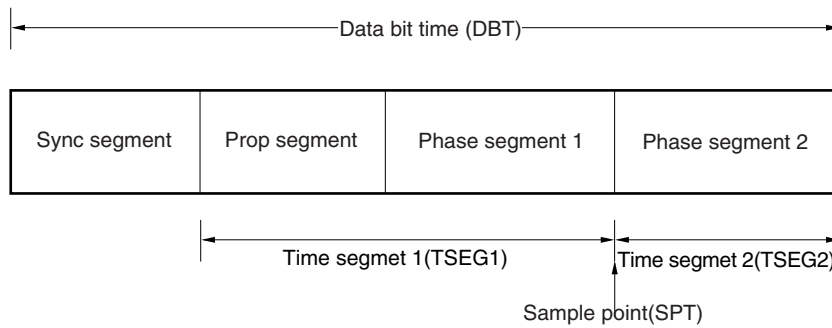 Data bit time (DBT)
Sync segment
Prop segment
Phase segment 1
Phase segment 2
Time segmet 1(TSEG1)
Time segmet 2(TSEG2)
Sample point(SPT)